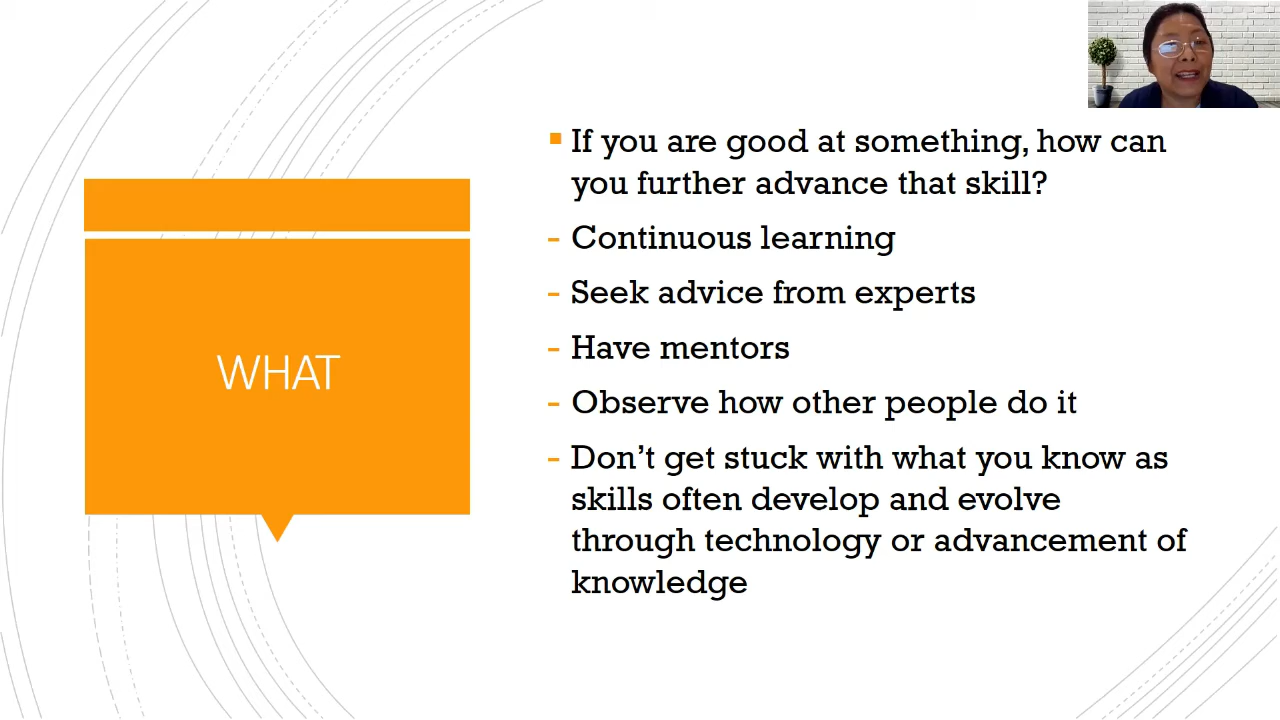 WHAT
▪ If you are good at something, how can
you further advance that skill?
- Continuous learning
- Seek advice from experts
- Have mentors
- Observe how other people do it
- Don’t get stuck with what you know as
skills often develop and evolve
through technology or advancement of
knowledge